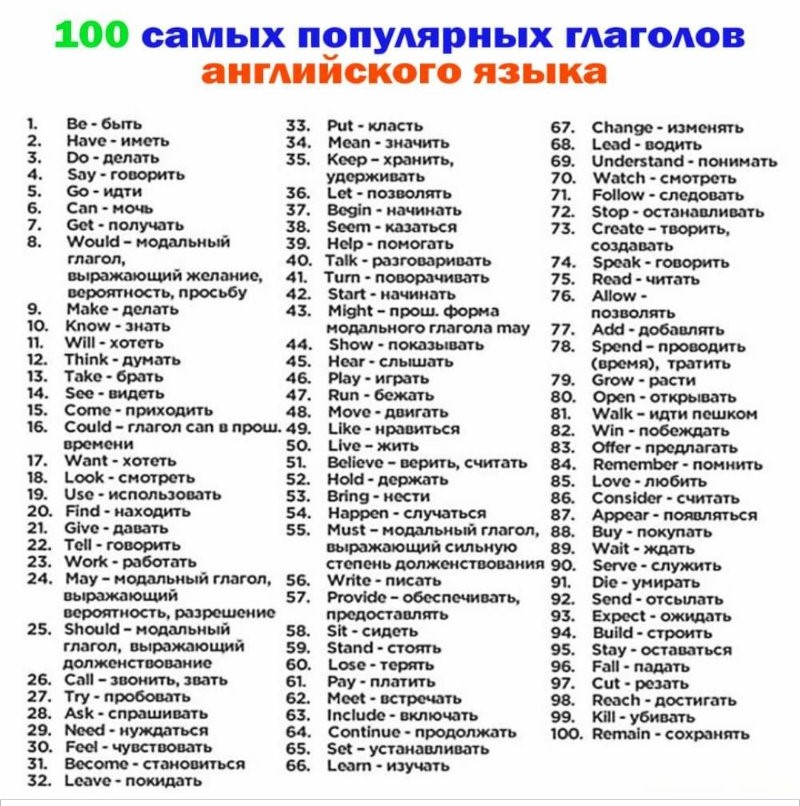 100 самых популярных глаголов
английского языка
1. Be - быть
2. Have - иметь
3. Do - делать
4. Say - говорить
5. Go - идти
6. Can - мочь
7. Get - получать
8. Would – модальный
глагол,
выражающий желание,
вероятность, просьбу
9. Make - делать
10. Know - знать
11. Will - хотеть
12. Think - думать
13. Take - брать
14. See - видеть
15. Come - приходить
16. Could – глагол can в прош.
времени
17. Want - хотеть
18. Look - смотреть
19. Use - использовать
20. Find - находить
21. Give - давать
22. Tell - говорить
23. Work - работать
24. May – модальный глагол,
выражающий
вероятность, разрешение
25. Should – модальный
глагол, выражающий
долженствование
26. Call – звонить, звать
27. Try - пробовать
28. Ask - спрашивать
29. Need - нуждаться
30. Feel - чувствовать
31. Become - становиться
32. Leave - покидать
33. Put - класть
34. Mean - значить
35. Keep – хранить,
удерживать
36. Let - позволять
37. Begin - начинать
38. Seem - казаться
39. Help - помогать
40. Talk - разговаривать
41. Turn - поворачивать
42. Start - начинать
43. Might – прош. форма
модального глагола may
44. Show - показывать
45. Hear - слышать
46. Play - играть
47. Run - бежать
48. Move - двигать
49. Like - нравиться
50. Live – жить
51. Believe – верить, считать
52. Hold - держать
53. Bring - нести
54. Happen - случаться
55. Must – модальный глагол,
выражающий сильную
степень долженствования
56. Write - писать
57. Provide – обеспечивать,
предоставлять
58. Sit - сидеть
59. Stand - стоять
60. Lose - терять
61. Pay - платить
62. Meet - встречать
63. Include - включать
64. Continue - продолжать
65. Set – устанавливать
66. Learn - изучать
67. Change - изменять
68. Lead - водить
69. Understand - понимать
70. Watch - смотреть
71. Follow - следовать
72. Stop - останавливать
73. Create – творить,
создавать
74. Speak - говорить
75. Read - читать
76. Allow -
позволять
77. Add - добавлять
78. Spend – проводить
(время), тратить
79. Grow - расти
80. Open - открывать
81. Walk – идти пешком
82. Win - побеждать
83. Offer - предлагать
84. Remember - помнить
85. Love - любить
86. Consider - считать
87. Appear - появляться
88. Buy - покупать
89. Wait - ждать
90. Serve - служить
91. Die - умирать
92. Send - отсылать
93. Expect - ожидать
94. Build - строить
95. Stay - оставаться
96. Fall - падать
97. Cut - резать
98. Reach - достигать
99. Kill - убивать
100. Remain - сохранять